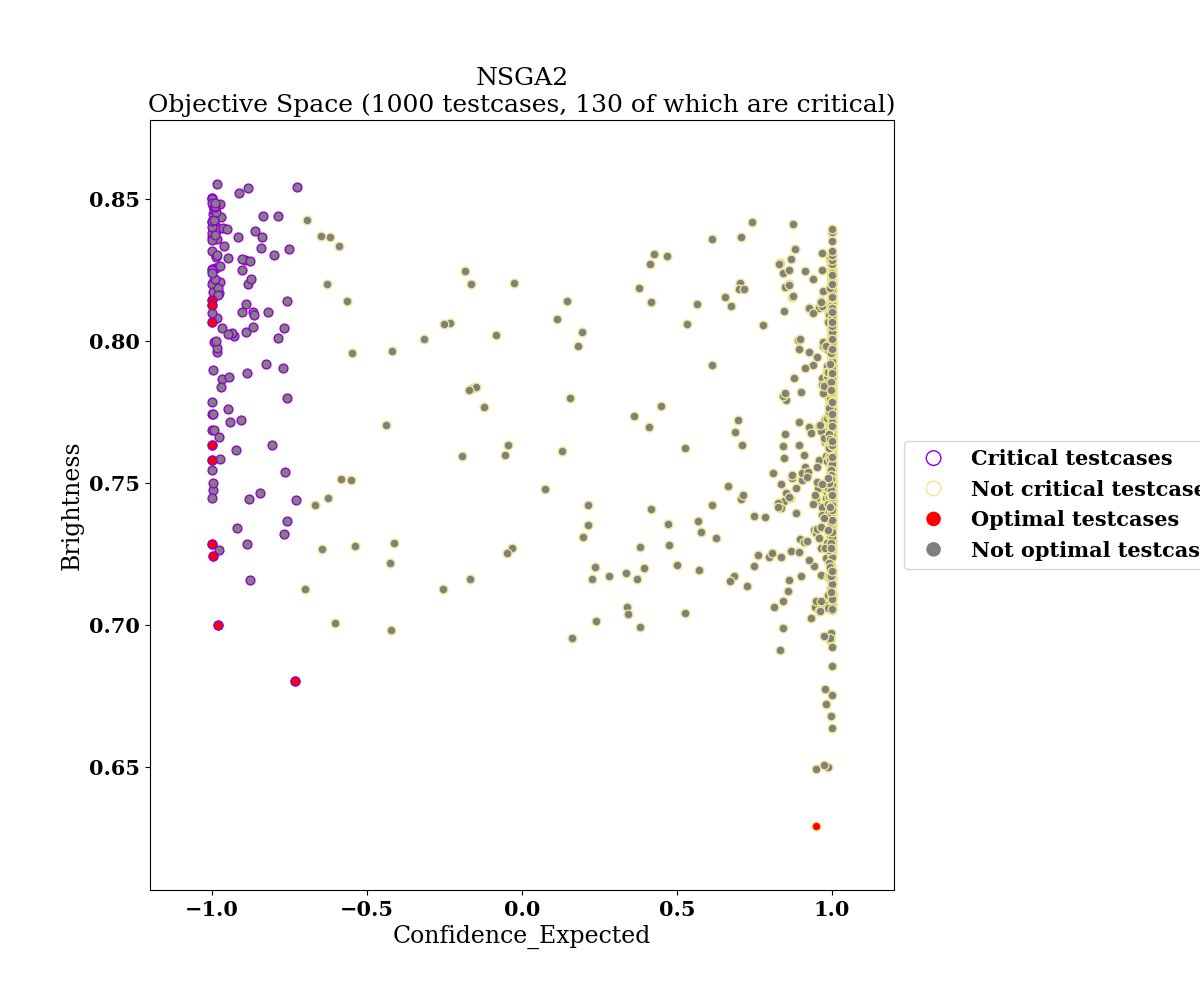 NSGA2
Objective Space (1000 testcases, 130 of which are critical)
0.85
0.80
0.75
0.70
0.65
Brightness
−1.0
−0.5
0.0
0.5
1.0
Confidence_Expected
Critical testcases
Not critical testcase
Optimal testcases
Not optimal testcas